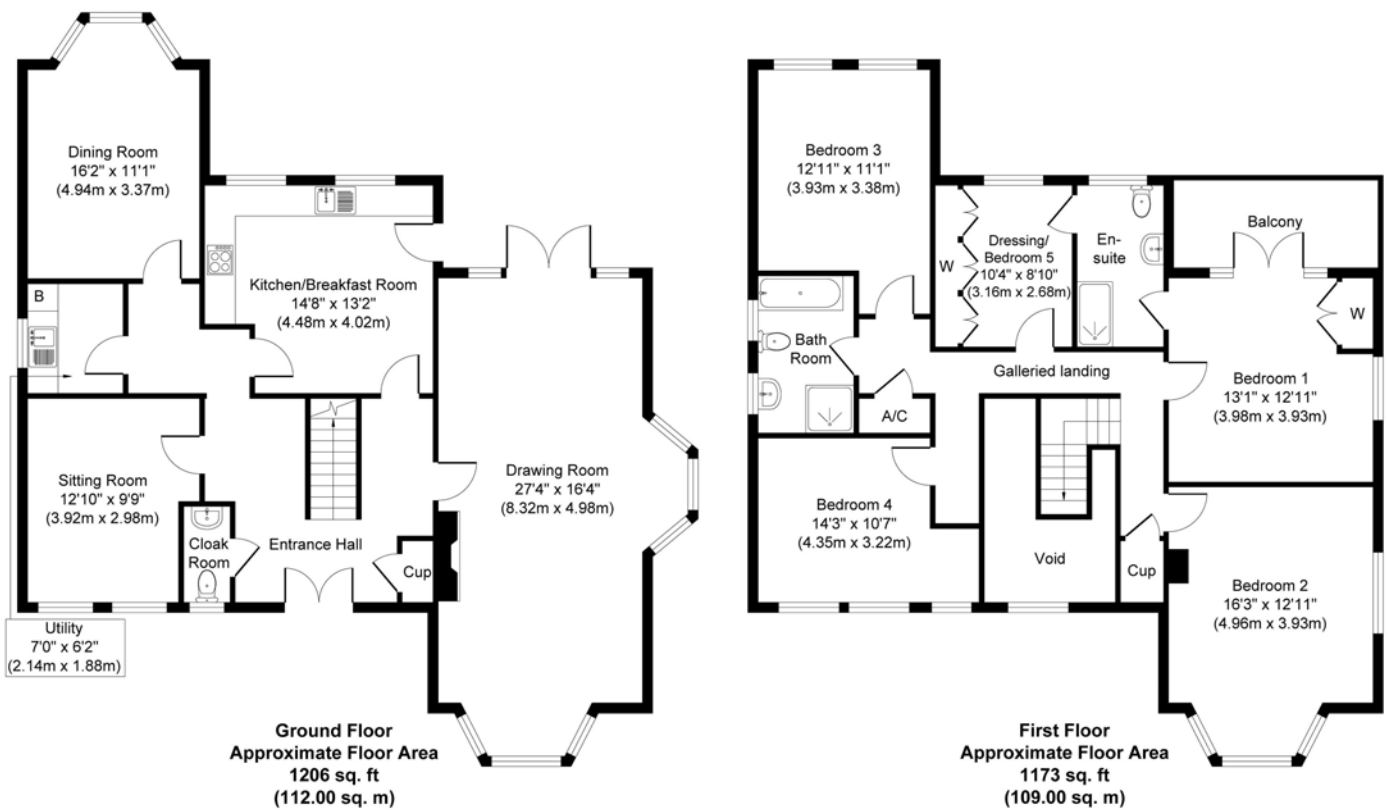 Dining Room
16'2" x 11'1"
(4.94m x 3.37m)
Kitchen/Breakfast Room
14'8" x 13'2"
(4.48m x 4.02m)
B
Sitting Room
12'10" x 9'9"
(3.92m x 2.98m)
Cloak
Room
Entrance Hall
Cup
Drawing Room
27'4" x 16'4"
(8.32m x 4.98m)
Utility
7'0" x 6'2"
(2.14m x 1.88m)
Ground Floor
Approximate Floor Area
1206 sq. ft
(112.00 sq. m)
Bedroom 3
12'11" x 11'1"
(3.93m x 3.38m)
W
Dressing/
Bedroom 5
10'4" x 8'10"
(3.16m x 2.68m)
En-
suite
Balcony
W
Bath
Room
A/C
Galleried landing
Bedroom 1
13'1" x 12'11"
(3.98m x 3.93m)
Bedroom 4
14'3" x 10'7"
(4.35m x 3.22m)
Void
Cup
Bedroom 2
16'3" x 12'11"
(4.96m x 3.93m)
First Floor
Approximate Floor Area
1173 sq. ft
(109.00 sq. m)